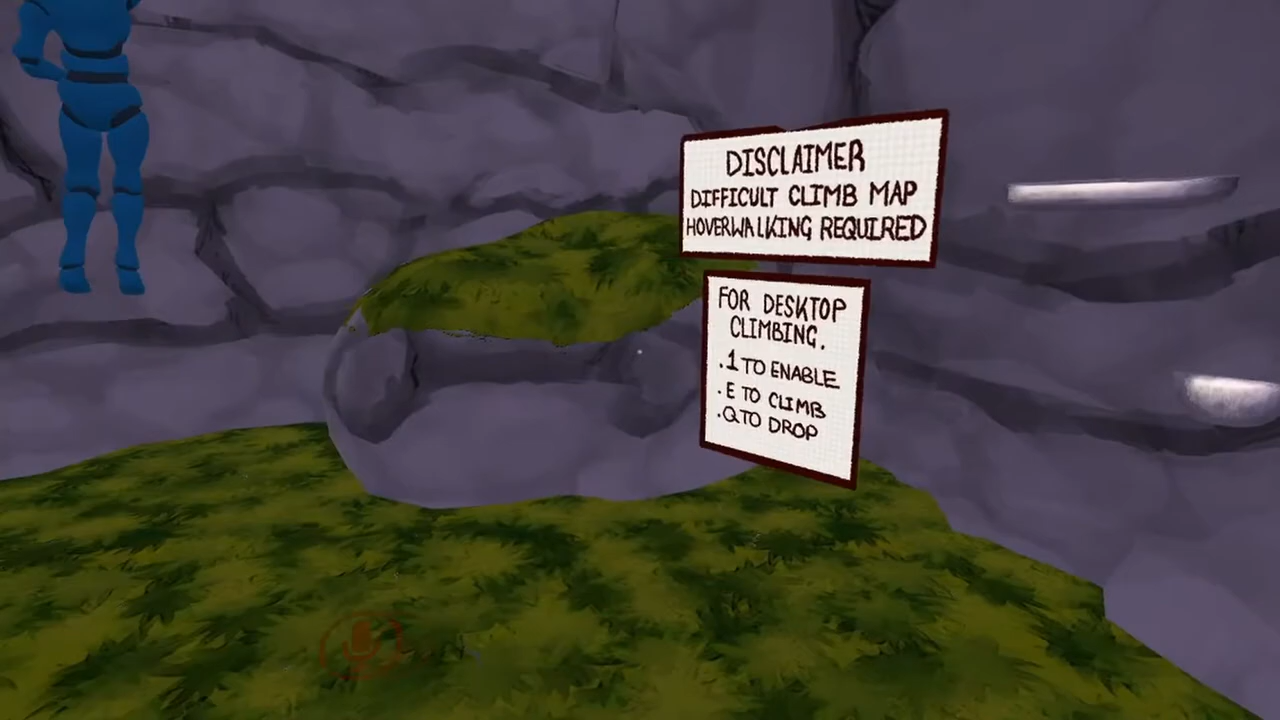 DISCLAIMER
DIFFICULT CLIMB MAP
HOVERWALKING REQUIRED
FOR DESKTOP
CLIMBING.
.1 TO ENABLE
.E TO CLIMB
.Q TO DROP